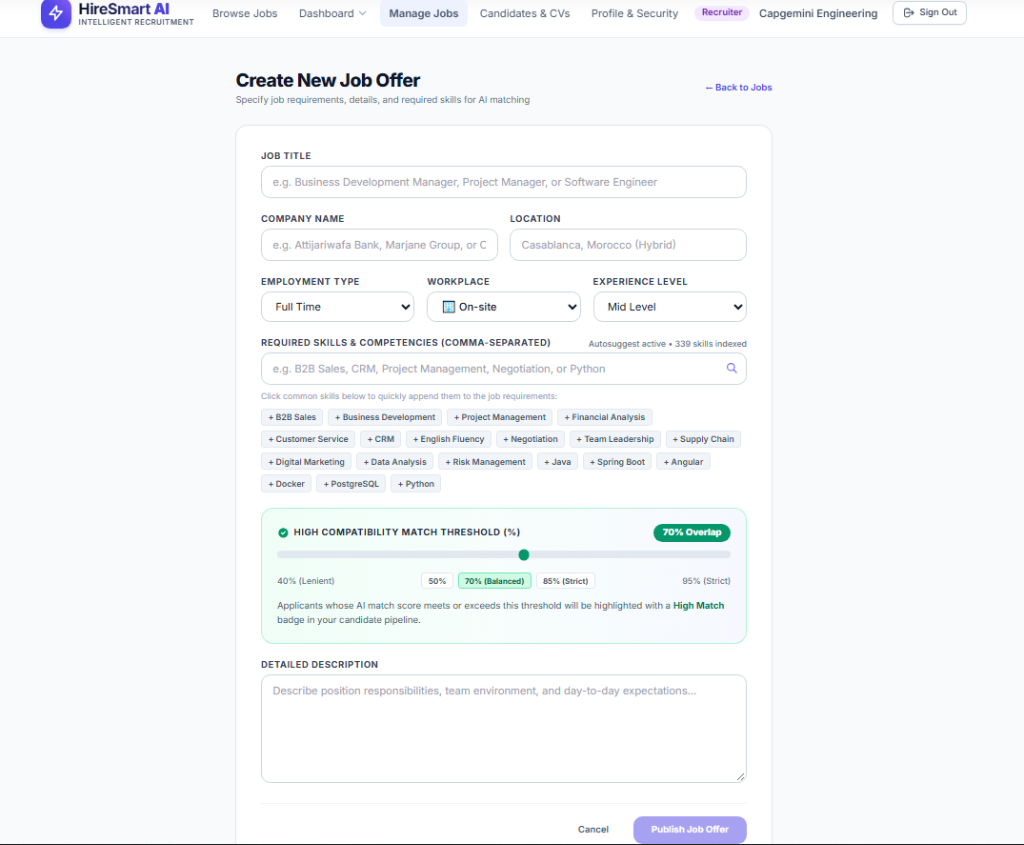 HireSmart AI
INTELLIGENT RECRUITMENT
Browse Jobs
Dashboard
Manage Jobs
Candidates & CVs
Profile & Security
Recruiter
Capgemini Engineering
Sign Out
Create New Job Offer
Specify job requirements, details, and required skills for AI matching
← Back to Jobs
JOB TITLE
e.g. Business Development Manager, Project Manager, or Software Engineer
COMPANY NAME
LOCATION
e.g. Attijariwafa Bank, Marjane Group, or C
Casablanca, Morocco (Hybrid)
EMPLOYMENT TYPE
WORKPLACE
EXPERIENCE LEVEL
Full Time
On-site
Mid Level
REQUIRED SKILLS & COMPETENCIES (COMMA-SEPARATED)
Autosuggest active • 339 skills indexed
e.g. B2B Sales, CRM, Project Management, Negotiation, or Python
Click common skills below to quickly append them to the job requirements:
+ B2B Sales
+ Business Development
+ Project Management
+ Financial Analysis
+ Customer Service
+ CRM
+ English Fluency
+ Negotiation
+ Team Leadership
+ Supply Chain
+ Digital Marketing
+ Data Analysis
+ Risk Management
+ Java
+ Spring Boot
+ Angular
+ Docker
+ PostgreSQL
+ Python
HIGH COMPATIBILITY MATCH THRESHOLD (%)
70% Overlap
40% (Lenient)
50%
70% (Balanced)
85% (Strict)
95% (Strict)
Applicants whose AI match score meets or exceeds this threshold will be highlighted with a High Match
badge in your candidate pipeline.
DETAILED DESCRIPTION
Describe position responsibilities, team environment, and day-to-day expectations...
Cancel
Publish Job Offer